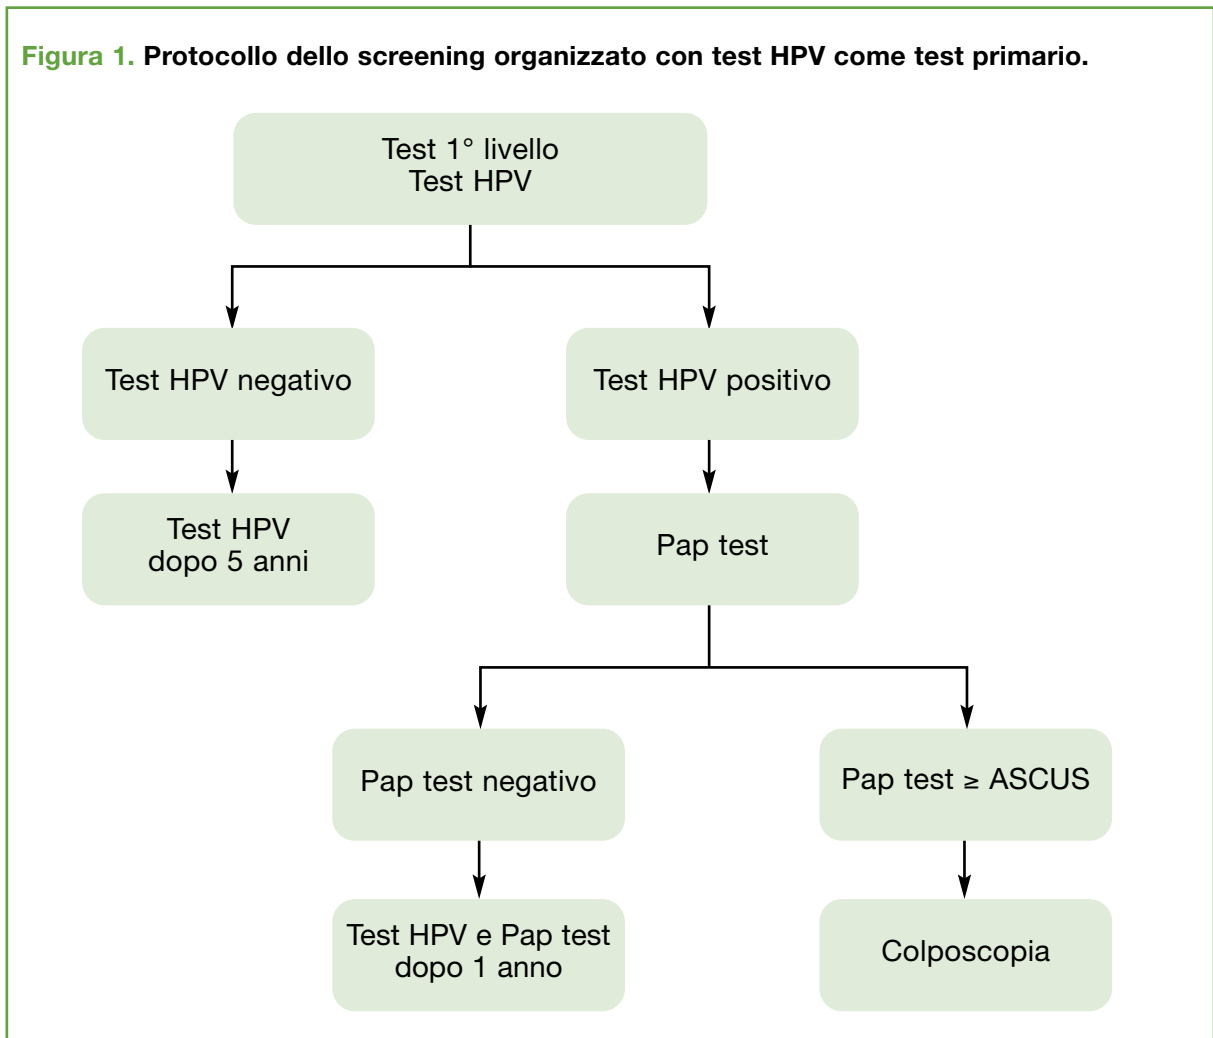 Figura 1. Protocollo dello screening organizzato con test HPV come test primario.
Test 1° livello
Test HPV
Test HPV negativo
Test HPV positivo
Test HPV
dopo 5 anni
Pap test
Pap test negativo
Pap test ≥ ASCUS
Test HPV e Pap test
dopo 1 anno
Colposcopia